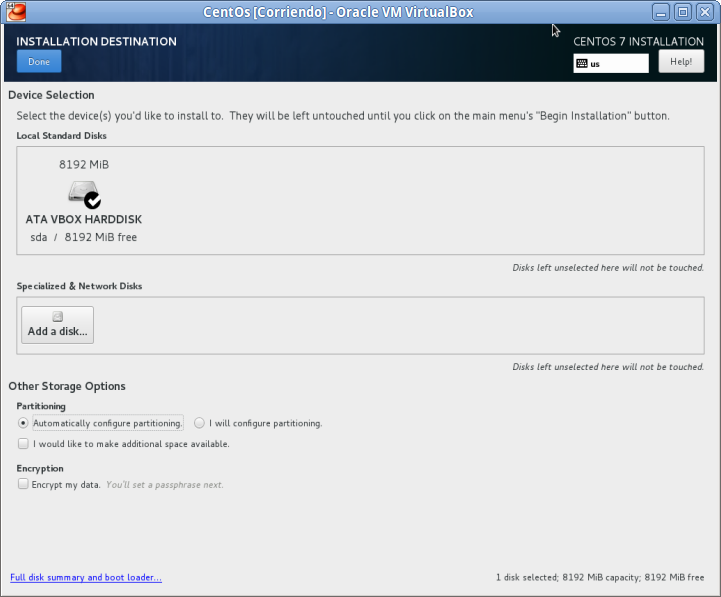 CentOs [Corriendo] - Oracle VM VirtualBox
INSTALLATION DESTINATION
CENTOS 7 INSTALLATION
Done
us
Help!
Device Selection
Select the device(s) you'd like to install to. They will be left untouched until you click on the main menu's "Begin Installation" button.
Local Standard Disks
8192 MiB
ATA VBOX HARDDISK
sda / 8192 MiB free
Disks left unselected here will not be touched.
Specialized & Network Disks
Add a disk...
Disks left unselected here will not be touched.
Other Storage Options
Partitioning
Automatically configure partitioning. I will configure partitioning.
I would like to make additional space available.
Encryption
Encrypt my data. You'll set a passphrase next.
Full disk summary and boot loader...
1 disk selected; 8192 MiB capacity; 8192 MiB free